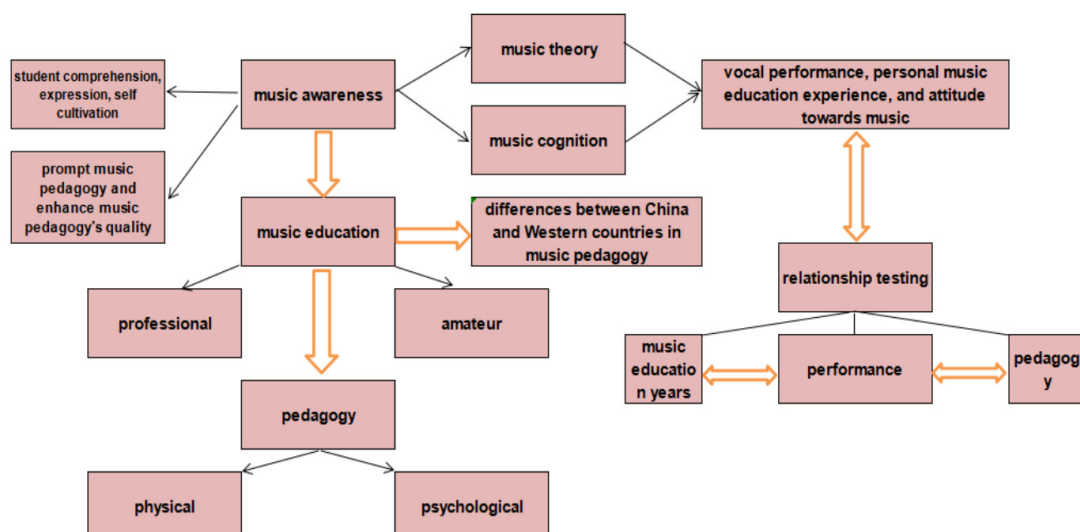 student comprehension,
expression, self
cultivation
music awareness
music theory
music cognition
vocal performance, personal music
education experience, and attitude
towards music
prompt music
pedagogy and
enhance music
pedagogy's quality
music education
differences between China
and Western countries in
music pedagogy
professional
amateur
relationship testing
music
educatio
n years
performance
pedagog
y
pedagogy
physical
psychological